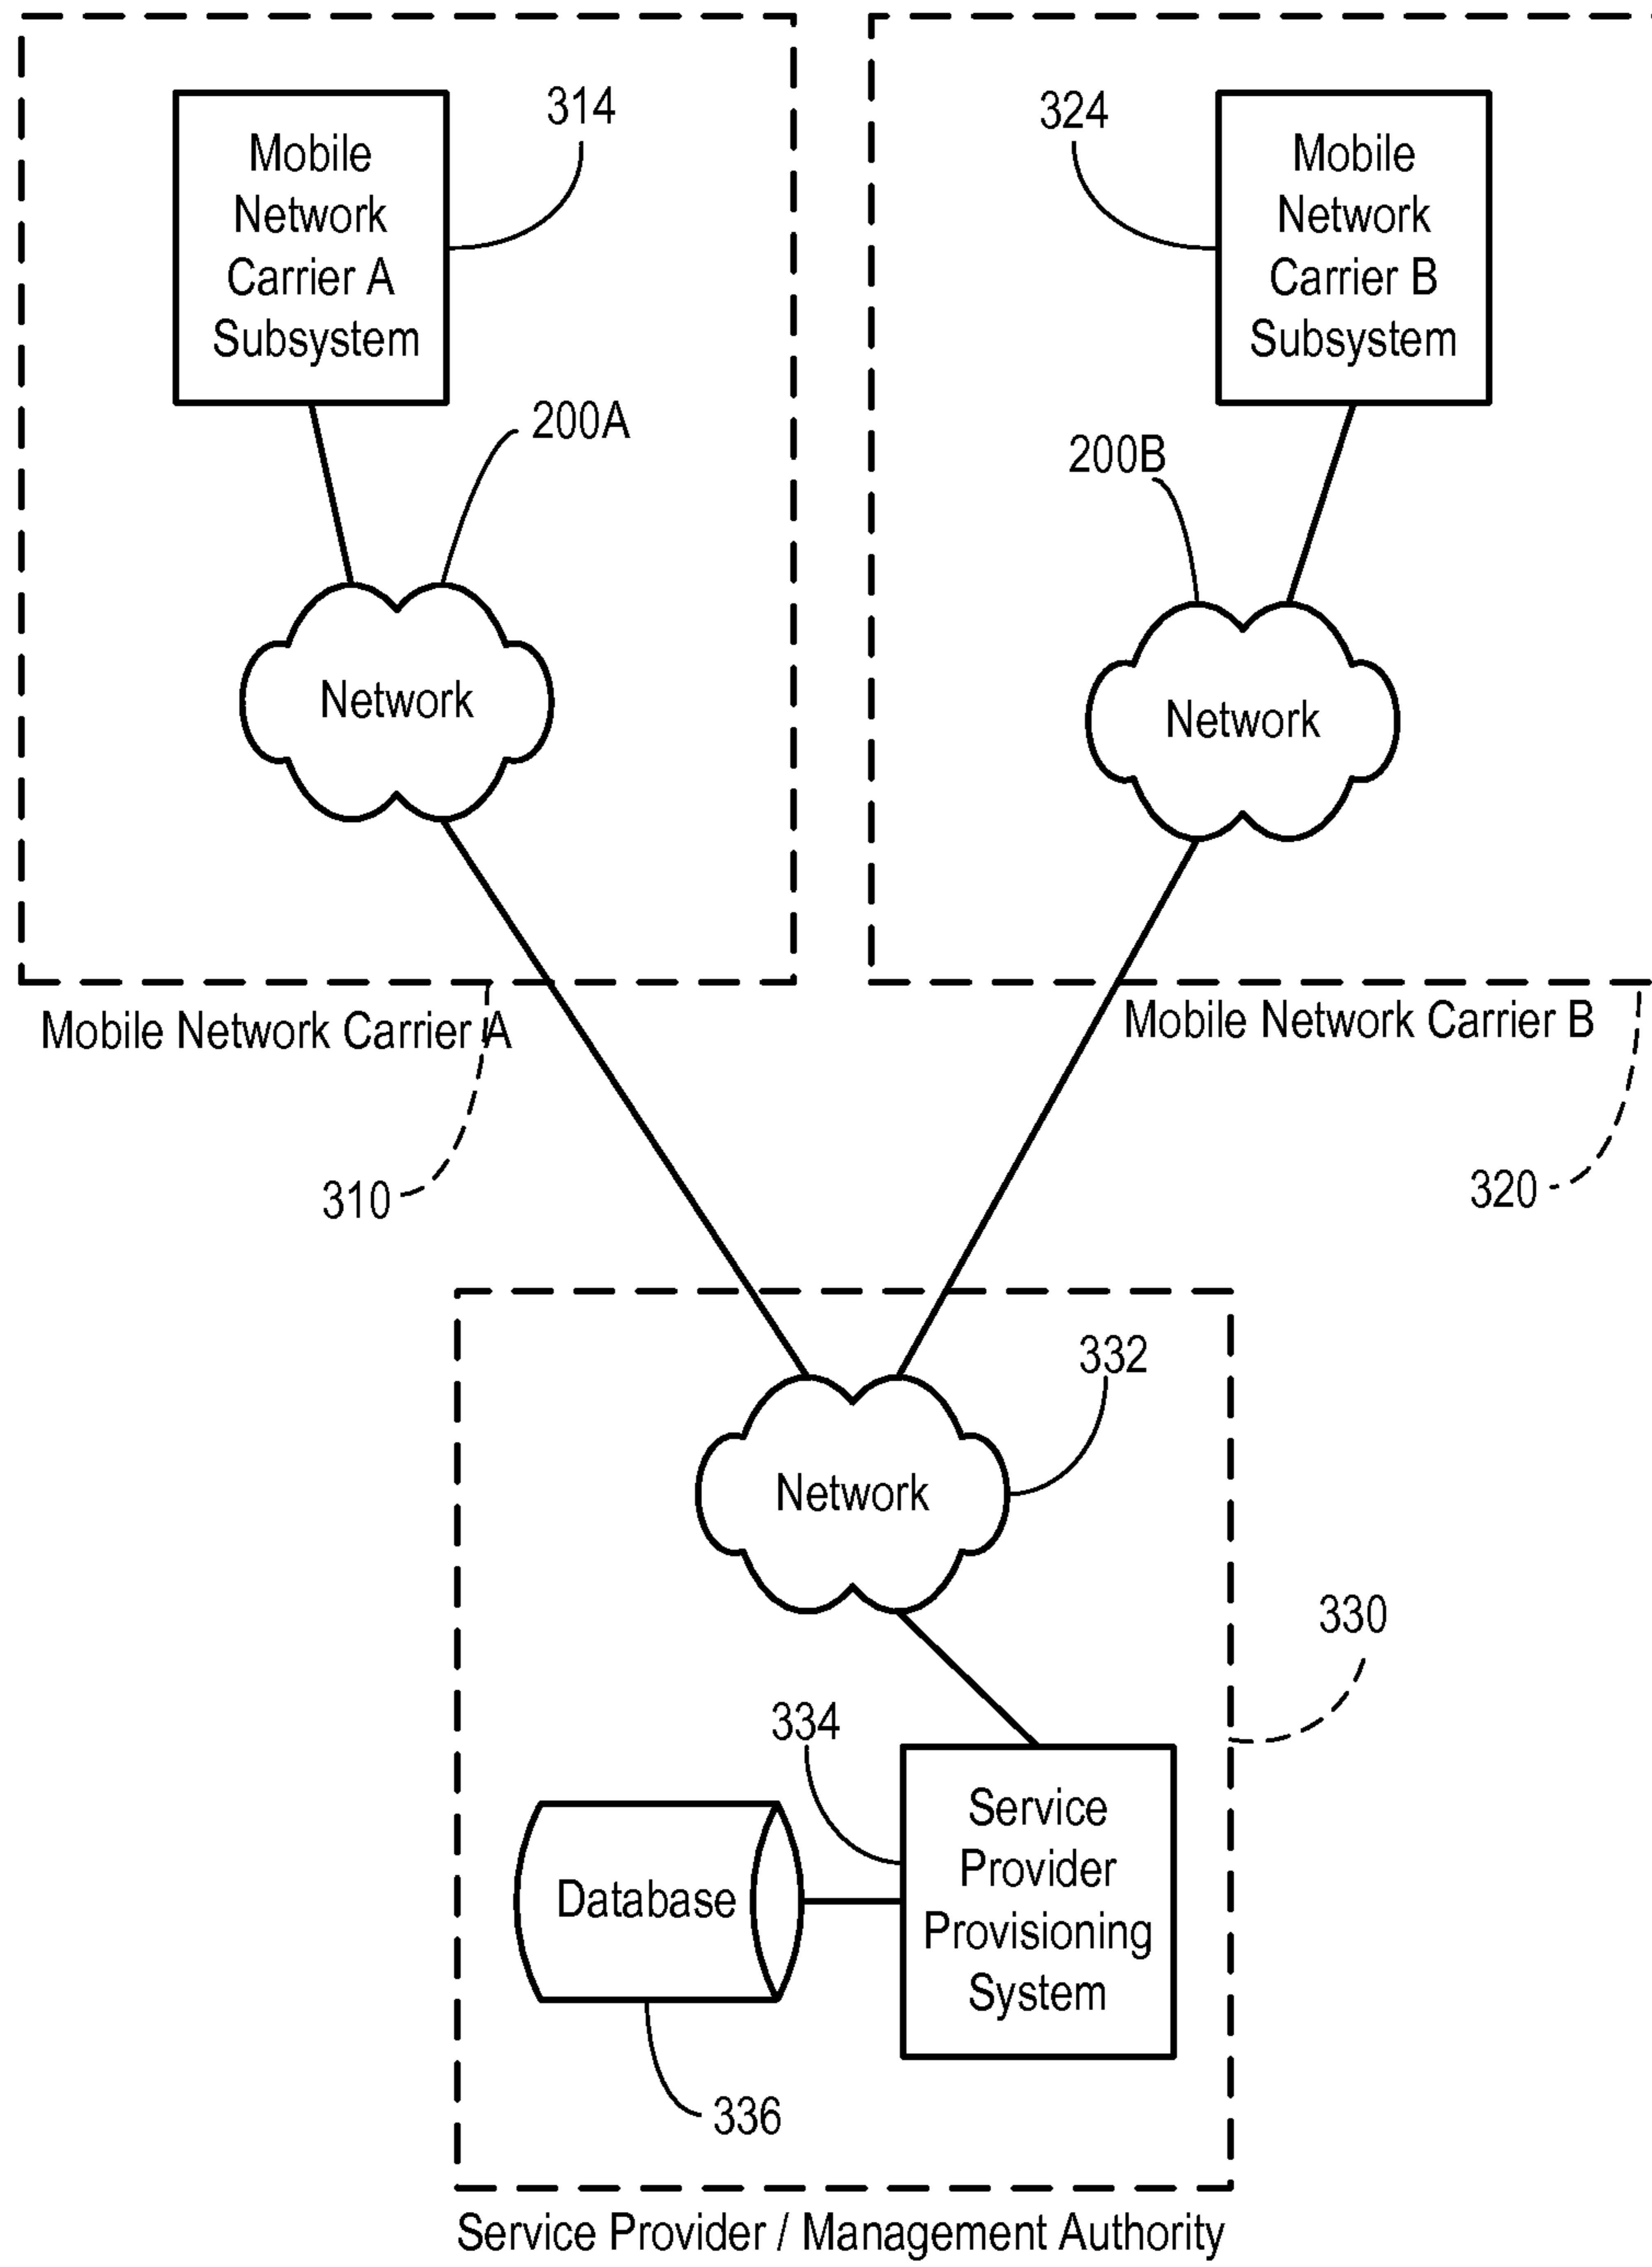 314
Mobile
Network
Carrier A
Subsystem
324
Mobile
Network
Carrier B
Subsystem
200A
200B
Network
Network
Mobile Network Carrier A
Mobile Network Carrier B
310
320
332
Network
330
334
Service
Provider
Provisioning
System
Database
336
Service Provider / Management Authority